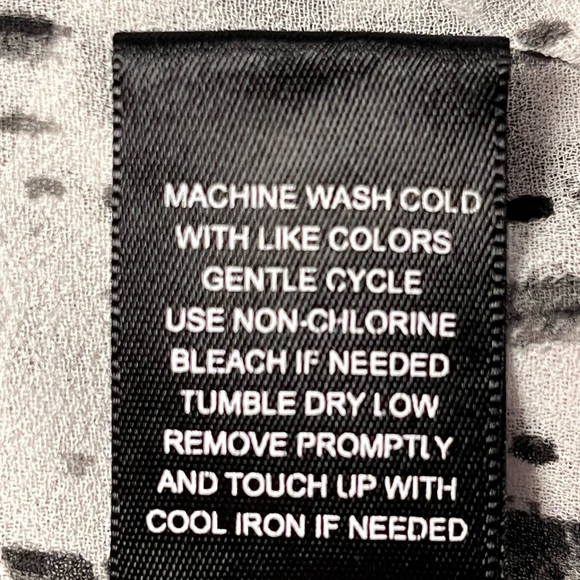 MACHINE WASH COLD
WITH LIKE COLORS
GENTLE CYCLE
USE NON-CHLORINE
BLEACH IF NEEDED
TUMBLE DRY LOW
REMOVE PROMPTLY
AND TOUCH UP WITH
COOL IRON IF NEEDED